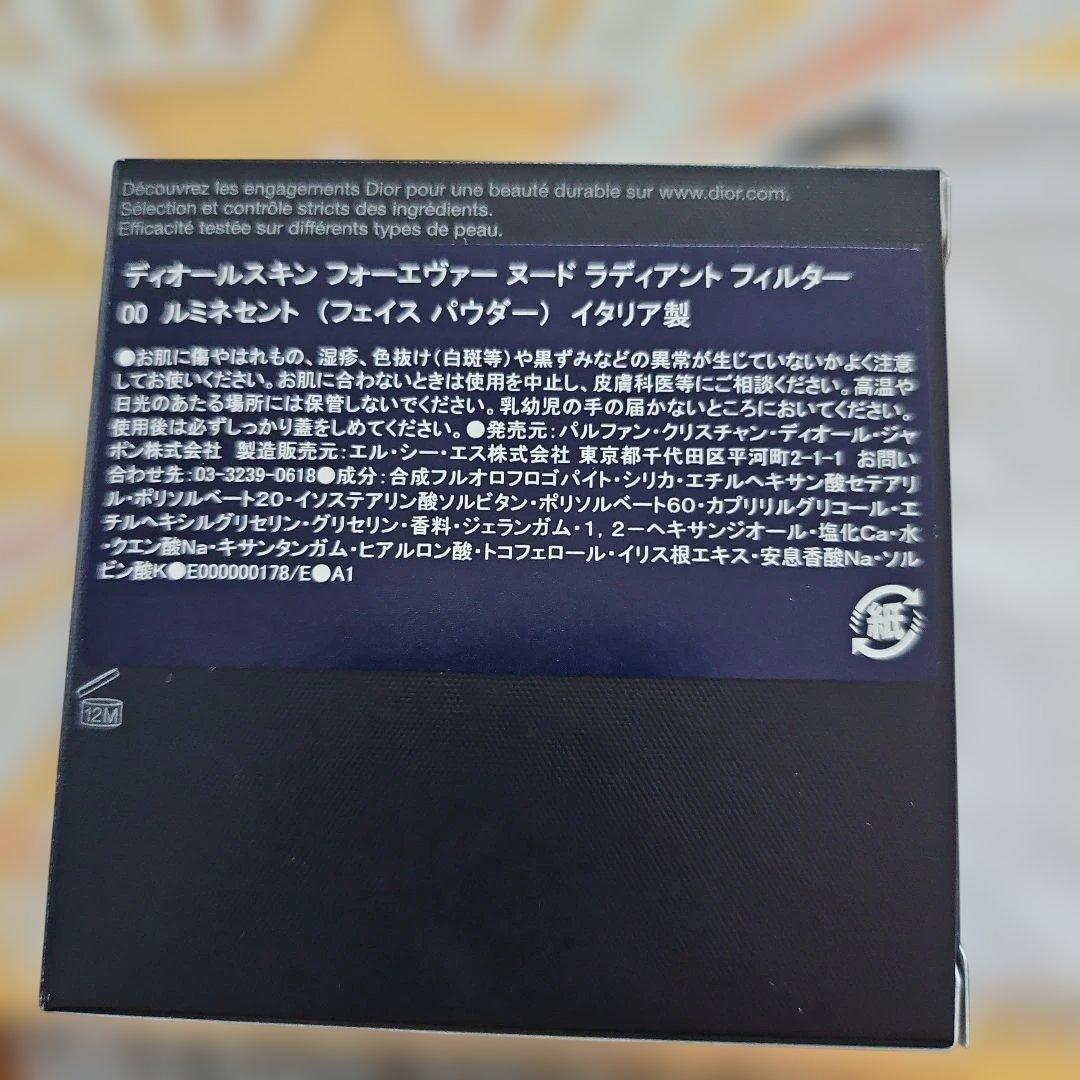 Découvrez les engagements Dior pour une beauté durable sur www.dior.com.
Sélection et contrôle stricts des ingrédients.
Efficacité testée sur différents types de peau.
ディオールスキン フォーエヴァー ヌード ラディアント フィルター
00 ルミネセント （フェイス パウダー） イタリア製
●お肌に傷やはれもの、湿疹、色抜け(白斑等)や黒ずみなどの異常が生じていないかよく注意
してお使いください。お肌に合わないときは使用を中止し、皮膚科医等にご相談ください。高温や
日光のあたる場所には保管しないでください。乳幼児の手の届かないところにおいてください。
使用後は必ずしっかり蓋をしめてください。●発売元：パルファン・クリスチャン・ディオール・ジャ
ポン株式会社 製造販売元：エル・シー・エス株式会社 東京都千代田区平河町2-1-1 お問い
合わせ先：03-3239-0618●成分：合成フルオロフロゴパイト・シリカ・エチルヘキサン酸セテアリ
ル・ポリソルベート20・イソステアリン酸ソルビタン・ポリソルベート60・カプリリルグリコール・エ
チルヘキシルグリセリン・グリセリン・香料・ジェランガム・1，2－ヘキサンジオール・塩化Ca・水
・クエン酸Na・キサンタンガム・ヒアルロン酸・トコフェロール・イリス根エキス・安息香酸Na・ソル
ビン酸K●E000000178/E●A1
紙
12M